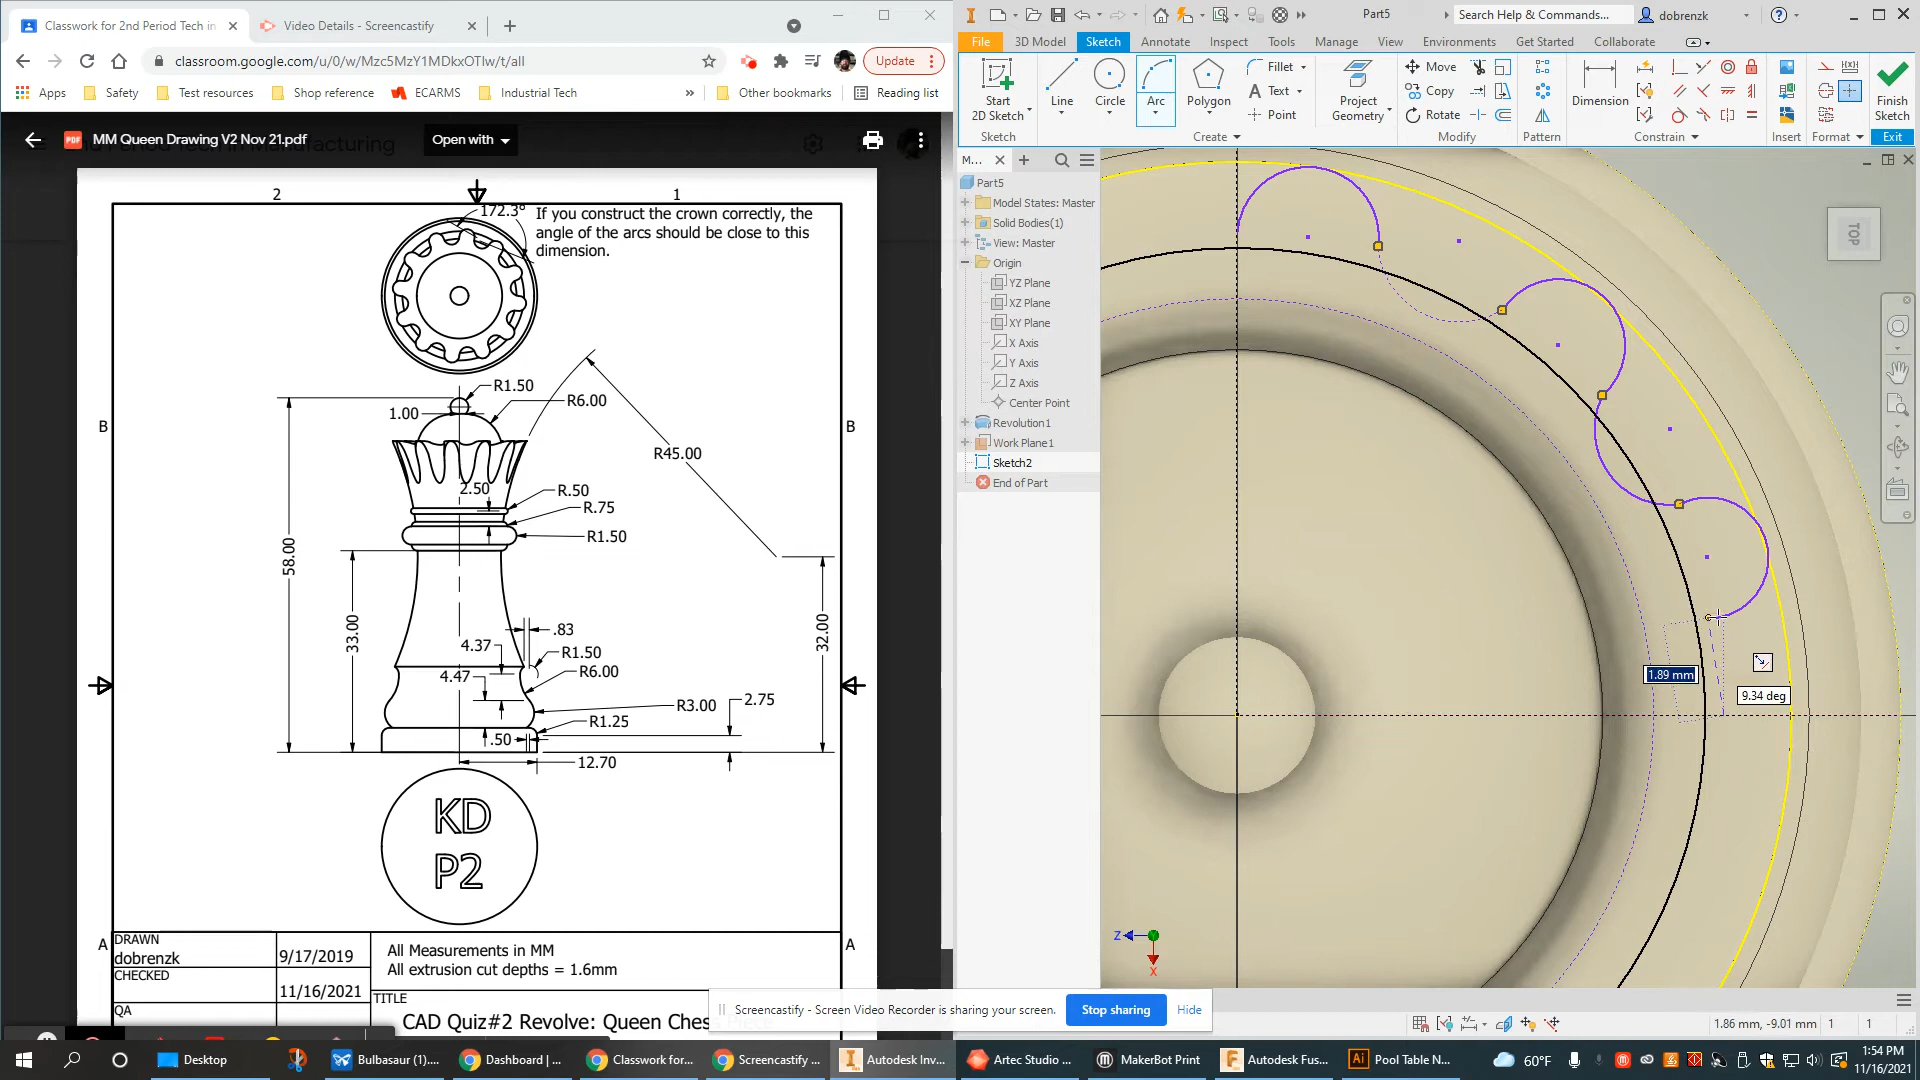 Classwork for 2nd Period Tech in
Video Details - Screencastify
classroom.google.com/u/0/w/Mzc5MzY1MDkxOTIw/t/all
Update
Apps
Safety
Test resources
Shop reference
ECARMS
Industrial Tech
Other bookmarks
Reading list
MM Queen Drawing V2 Nov 21.pdf
Open with
2
1
172.3°
If you construct the crown correctly, the
angle of the arcs should be close to this
dimension.
R1.50
1.00
R6.00
R45.00
B
B
2.50
R.50
R.75
R1.50
58.00
33.00
32.00
.83
4.37
R1.50
4.47
R6.00
R3.00
2.75
R1.25
.50
12.70
KD
P2
A
A
DRAWN
dobrenzk
9/17/2019
CHECKED
11/16/2021
QA
All Measurements in MM
All extrusion cut depths = 1.6mm
TITLE
CAD Quiz#2 Revolve: Queen Chess Piece
Part5
Search Help & Commands...
dobrenzk
File
3D Model
Sketch
Annotate
Inspect
Tools
Manage
View
Environments
Get Started
Collaborate
Start
2D Sketch
Line
Circle
Arc
Polygon
Fillet
Text
Point
Project
Geometry
Move
Copy
Rotate
Dimension
Finish
Sketch
Sketch
Create
Modify
Pattern
Constrain
Insert
Format
Exit
M...
Part5
Model States: Master
Solid Bodies(1)
View: Master
Origin
YZ Plane
XZ Plane
XY Plane
X Axis
Y Axis
Z Axis
Center Point
Revolution1
Work Plane1
Sketch2
End of Part
TOP
1.89 mm
9.34 deg
Z
X
Screencastify - Screen Video Recorder is sharing your screen.
Stop sharing
Hide
1.86 mm, -9.01 mm
1
1
Desktop
Bulbasaur (1)....
Dashboard | ...
Classwork for...
Screencastify ...
Autodesk Inv...
Artec Studio ...
MakerBot Print
Autodesk Fus...
Pool Table N...
60°F
1:54 PM
11/16/2021